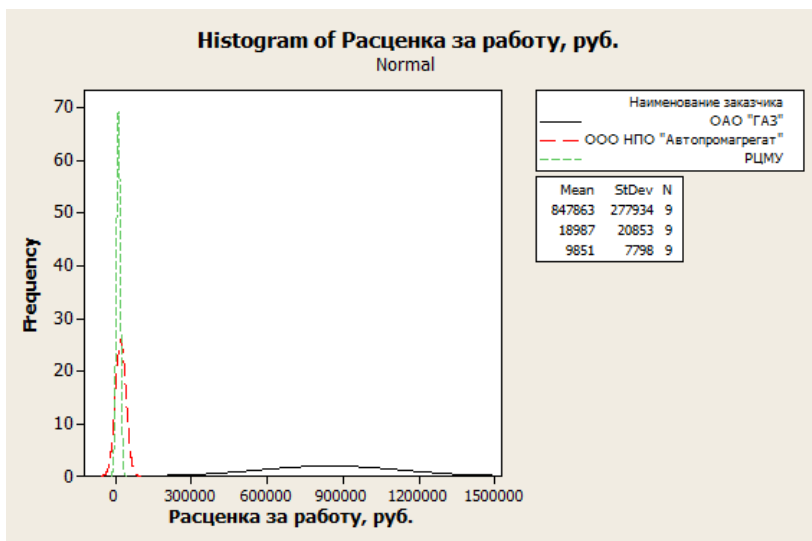 Histogram of Расценка за работу, руб.
Normal
Frequency
70
60
50
40
30
20
10
0
0 300000 600000 900000 1200000 1500000
Расценка за работу, руб.
Наименование заказчика
ОАО "ГАЗ"
ООО НПО "Автопромагрегат"
РЦМУ
Mean StDev N
847863 277934 9
18987 20853 9
9851 7798 9